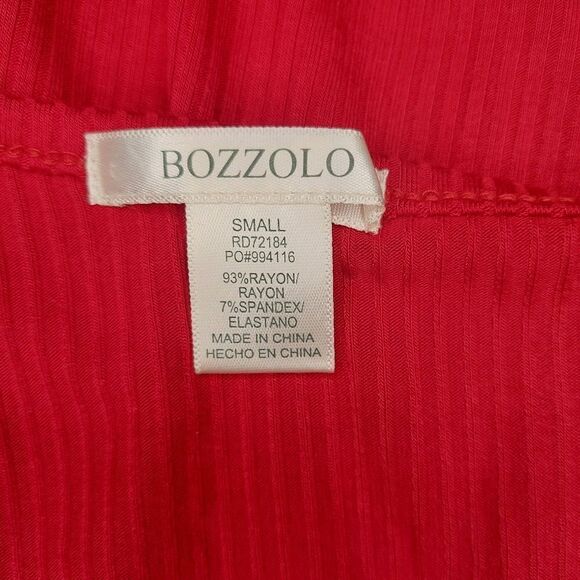 BOZZOLO
SMALL
RD72184
PO#994116
93%RAYON/
RAYON
7%SPANDEX/
ELASTANO
MADE IN CHINA
HECHO EN CHINA